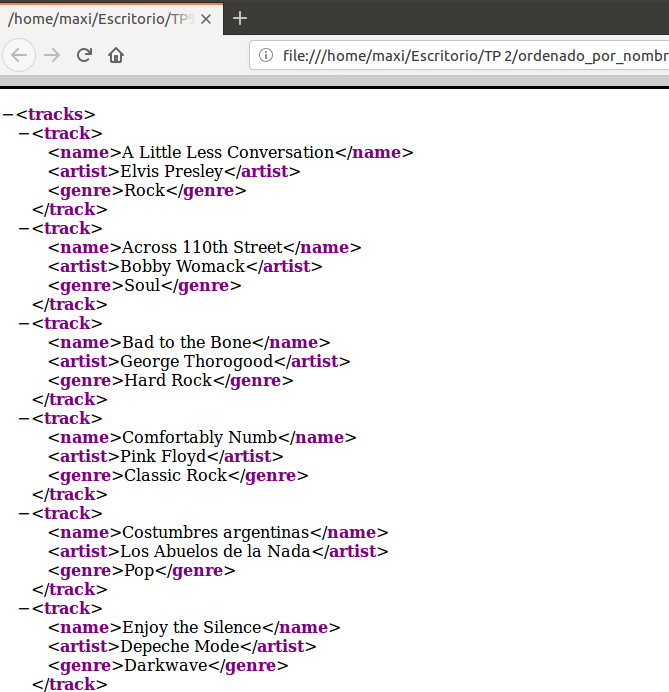 /home/maxi/Escritorio/TP%
file:///home/maxi/Escritorio/TP 2/ordenado_por_nombr
−<tracks>
−<track>
<name>A Little Less Conversation</name>
<artist>Elvis Presley</artist>
<genre>Rock</genre>
</track>
−<track>
<name>Across 110th Street</name>
<artist>Bobby Womack</artist>
<genre>Soul</genre>
</track>
−<track>
<name>Bad to the Bone</name>
<artist>George Thorogood</artist>
<genre>Hard Rock</genre>
</track>
−<track>
<name>Comfortably Numb</name>
<artist>Pink Floyd</artist>
<genre>Classic Rock</genre>
</track>
−<track>
<name>Costumbres argentinas</name>
<artist>Los Abuelos de la Nada</artist>
<genre>Pop</genre>
</track>
−<track>
<name>Enjoy the Silence</name>
<artist>Depeche Mode</artist>
<genre>Darkwave</genre>
</track>